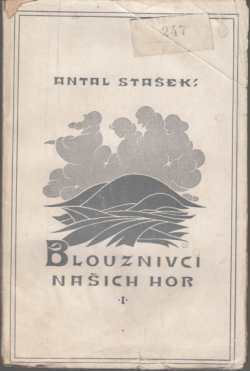 247
ANTAL STAŠEK:
BLOUZNIVCI
NAŠICH HOR
·I·